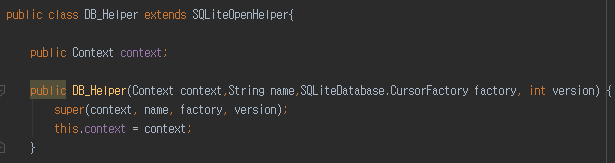 public class DB_Helper extends SQLiteOpenHelper{
public Context context;
public DB_Helper(Context context,String name,SQLiteDatabase.CursorFactory factory, int version) {
super(context, name, factory, version);
this.context = context;
}